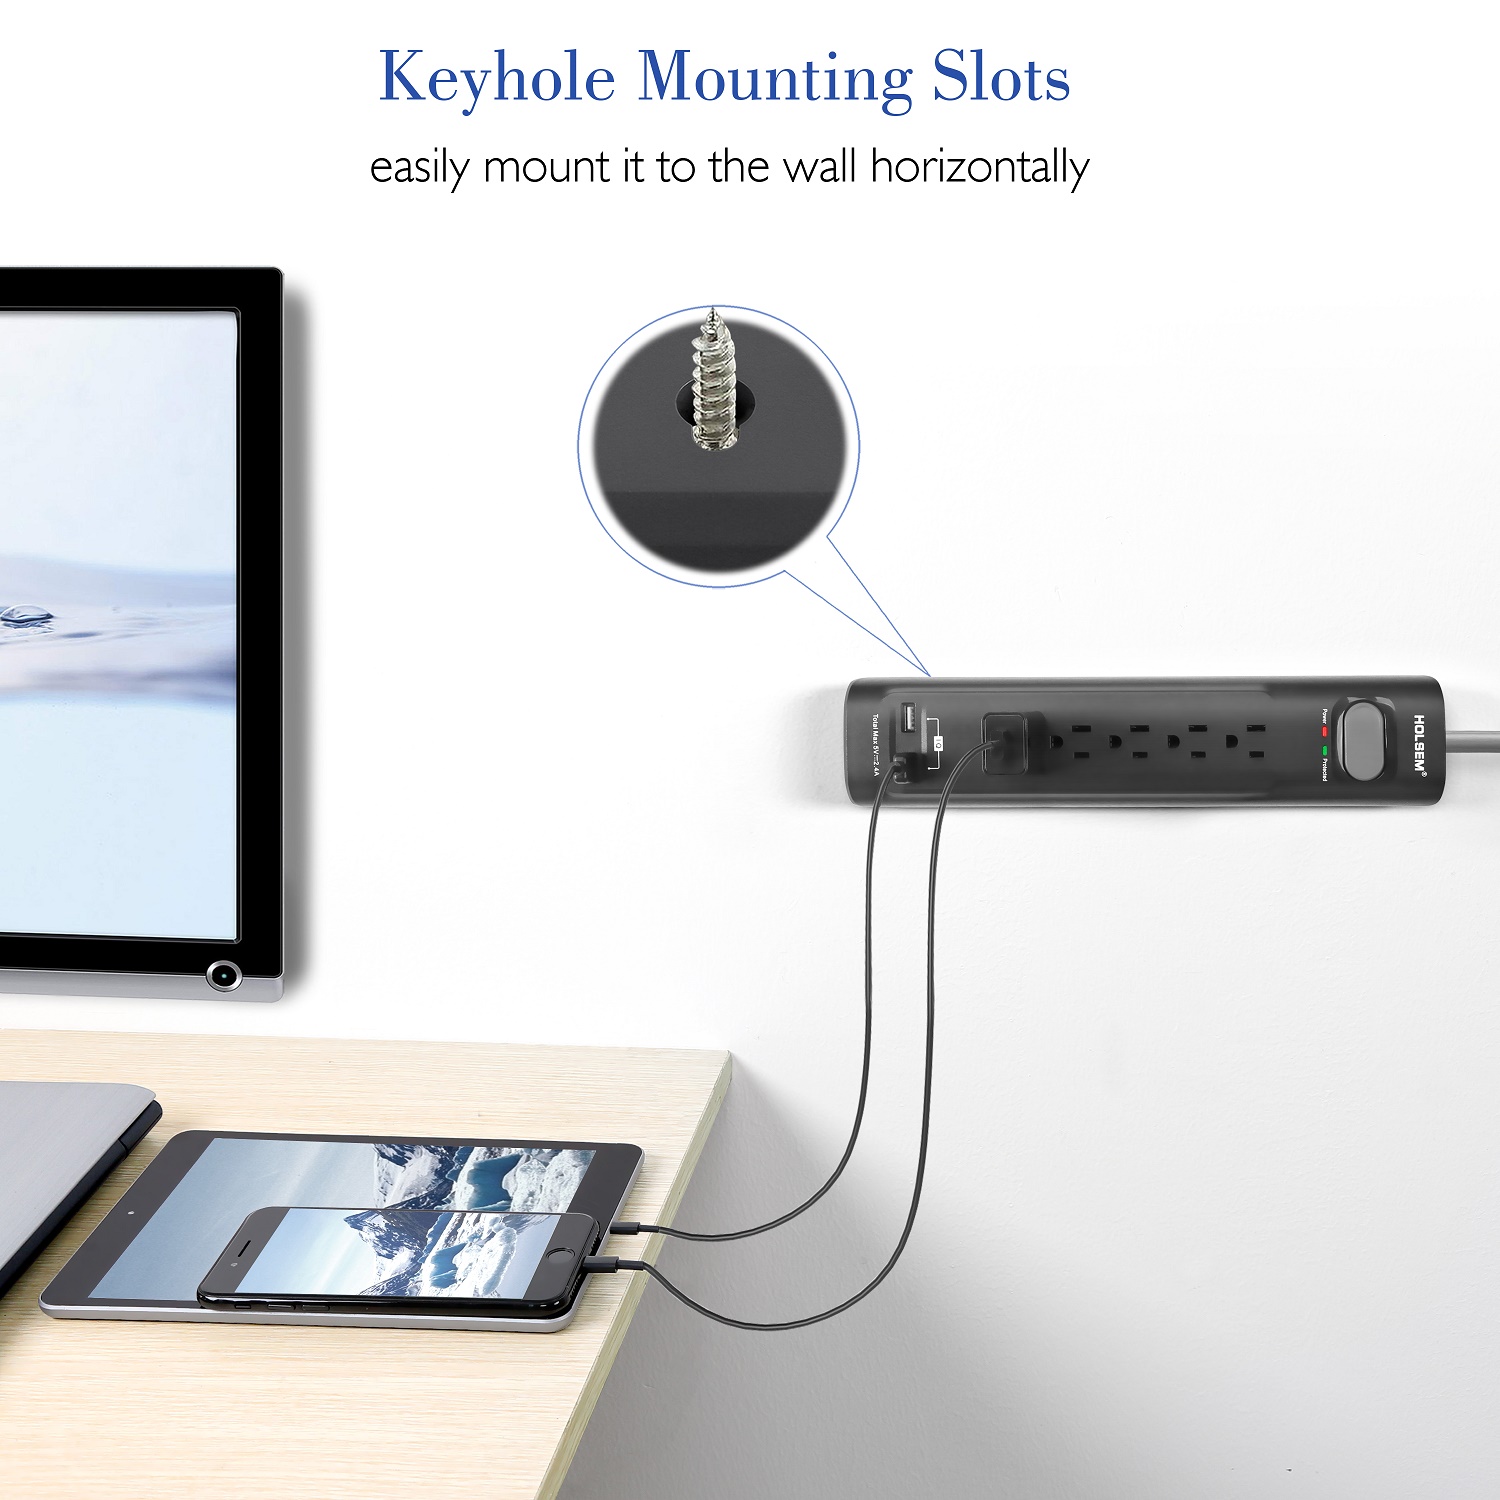 Keyhole Mounting Slots
easily mount it to the wall horizontally
Total Max 5V⎓2.4A
Power
Protected
HOLSEM®